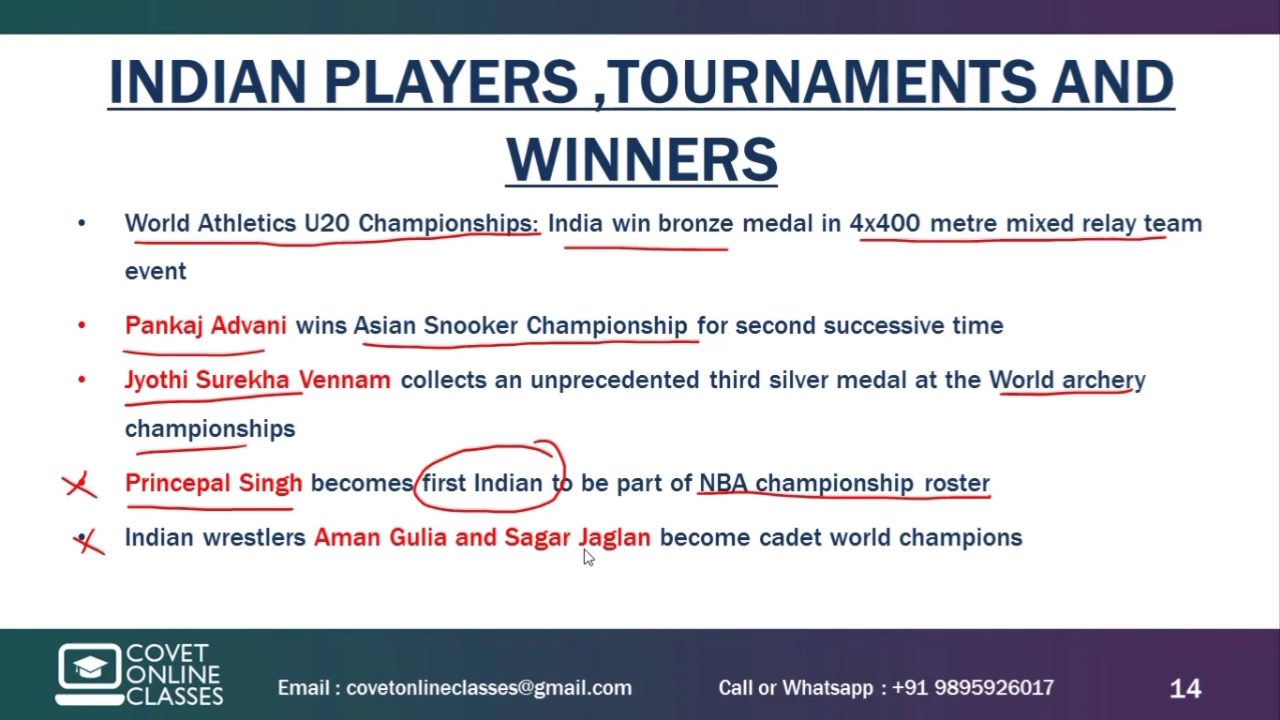 INDIAN PLAYERS ,TOURNAMENTS AND
WINNERS
• World Athletics U20 Championships: India win bronze medal in 4x400 metre mixed relay team
event
• Pankaj Advani wins Asian Snooker Championship for second successive time
• Jyothi Surekha Vennam collects an unprecedented third silver medal at the World archery
championships
• Princepal Singh becomes first Indian to be part of NBA championship roster
• Indian wrestlers Aman Gulia and Sagar Jaglan become cadet world champions
COVET
ONLINE
CLASSES
Email : covetonlineclasses@gmail.com
Call or Whatsapp : +91 9895926017
14